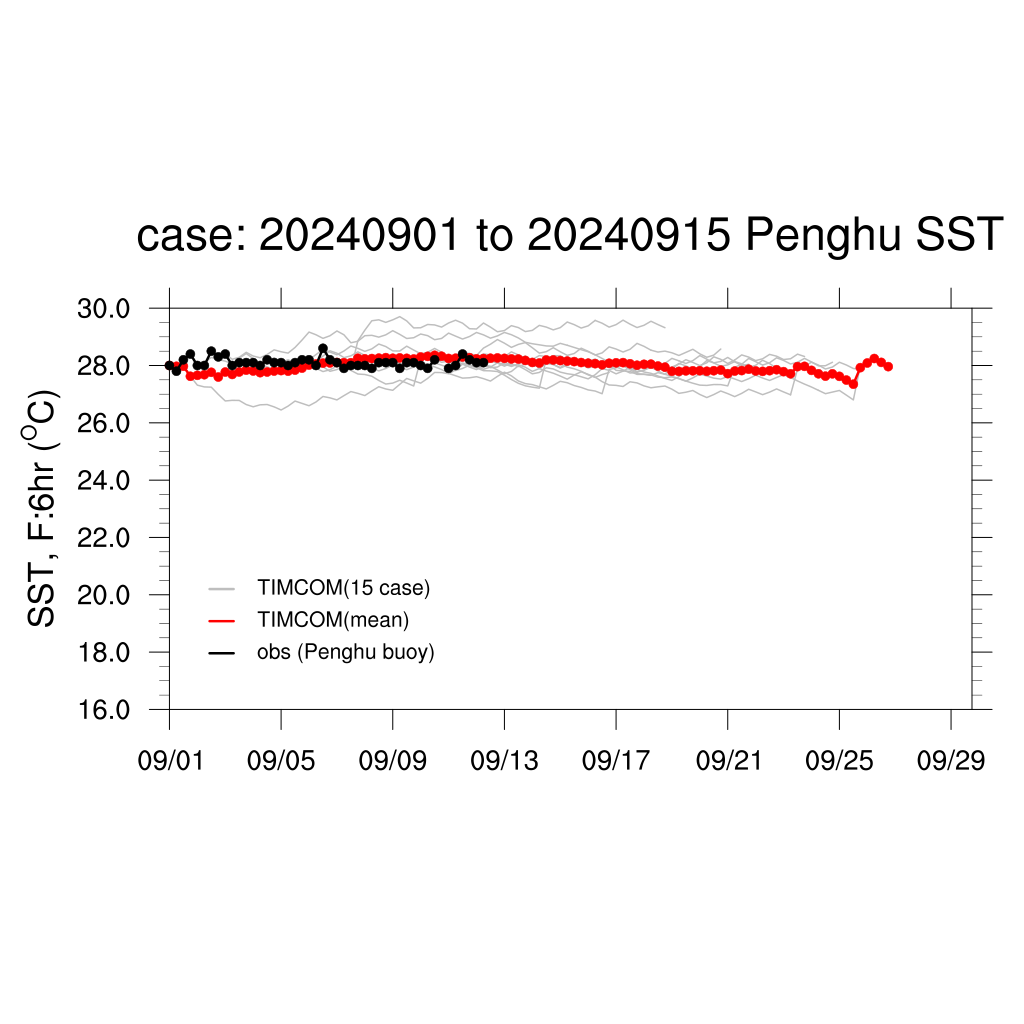 case: 20240901 to 20240915 Penghu SST
30.0
28.0
26.0
24.0
22.0
20.0
18.0
16.0
SST, F:6hr (°C)
TIMCOM(15 case)
TIMCOM(mean)
obs (Penghu buoy)
09/01 09/05 09/09 09/13 09/17 09/21 09/25 09/29